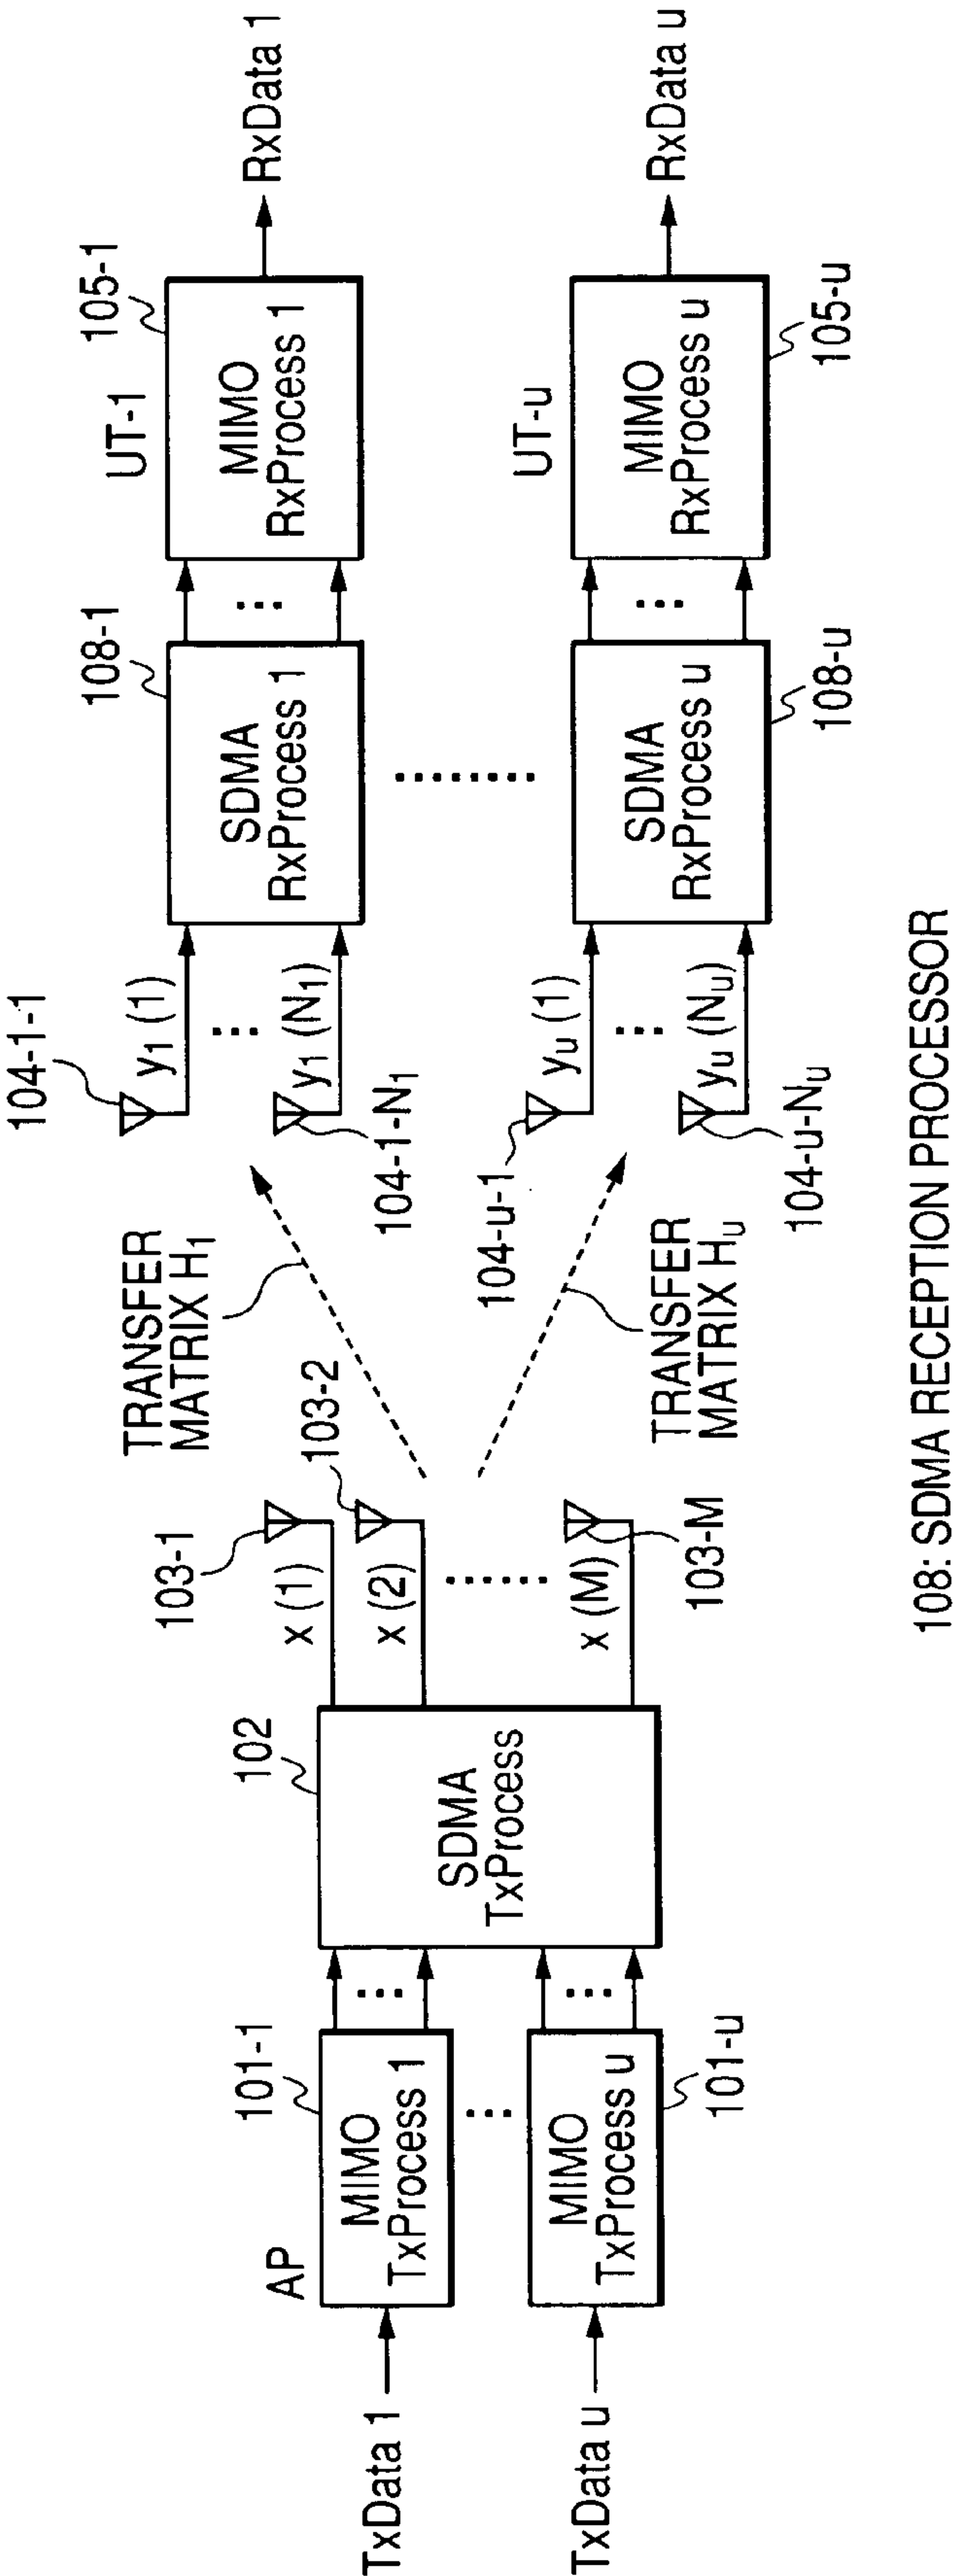 AP
TxData 1
101-1
MIMO
TxProcess 1
TxData u
MIMO
TxProcess u
101-u
102
SDMA
TxProcess
103-1
x (1)
103-2
x (2)
x (M)
103-M
TRANSFER
MATRIX H1
TRANSFER
MATRIX Hu
104-1-1
y1 (1)
y1 (N1)
104-1-N1
104-u-1
yu (1)
yu (Nu)
104-u-Nu
108-1
SDMA
RxProcess 1
SDMA
RxProcess u
108-u
UT-1
105-1
MIMO
RxProcess 1
RxData 1
UT-u
MIMO
RxProcess u
105-u
RxData u
108: SDMA RECEPTION PROCESSOR